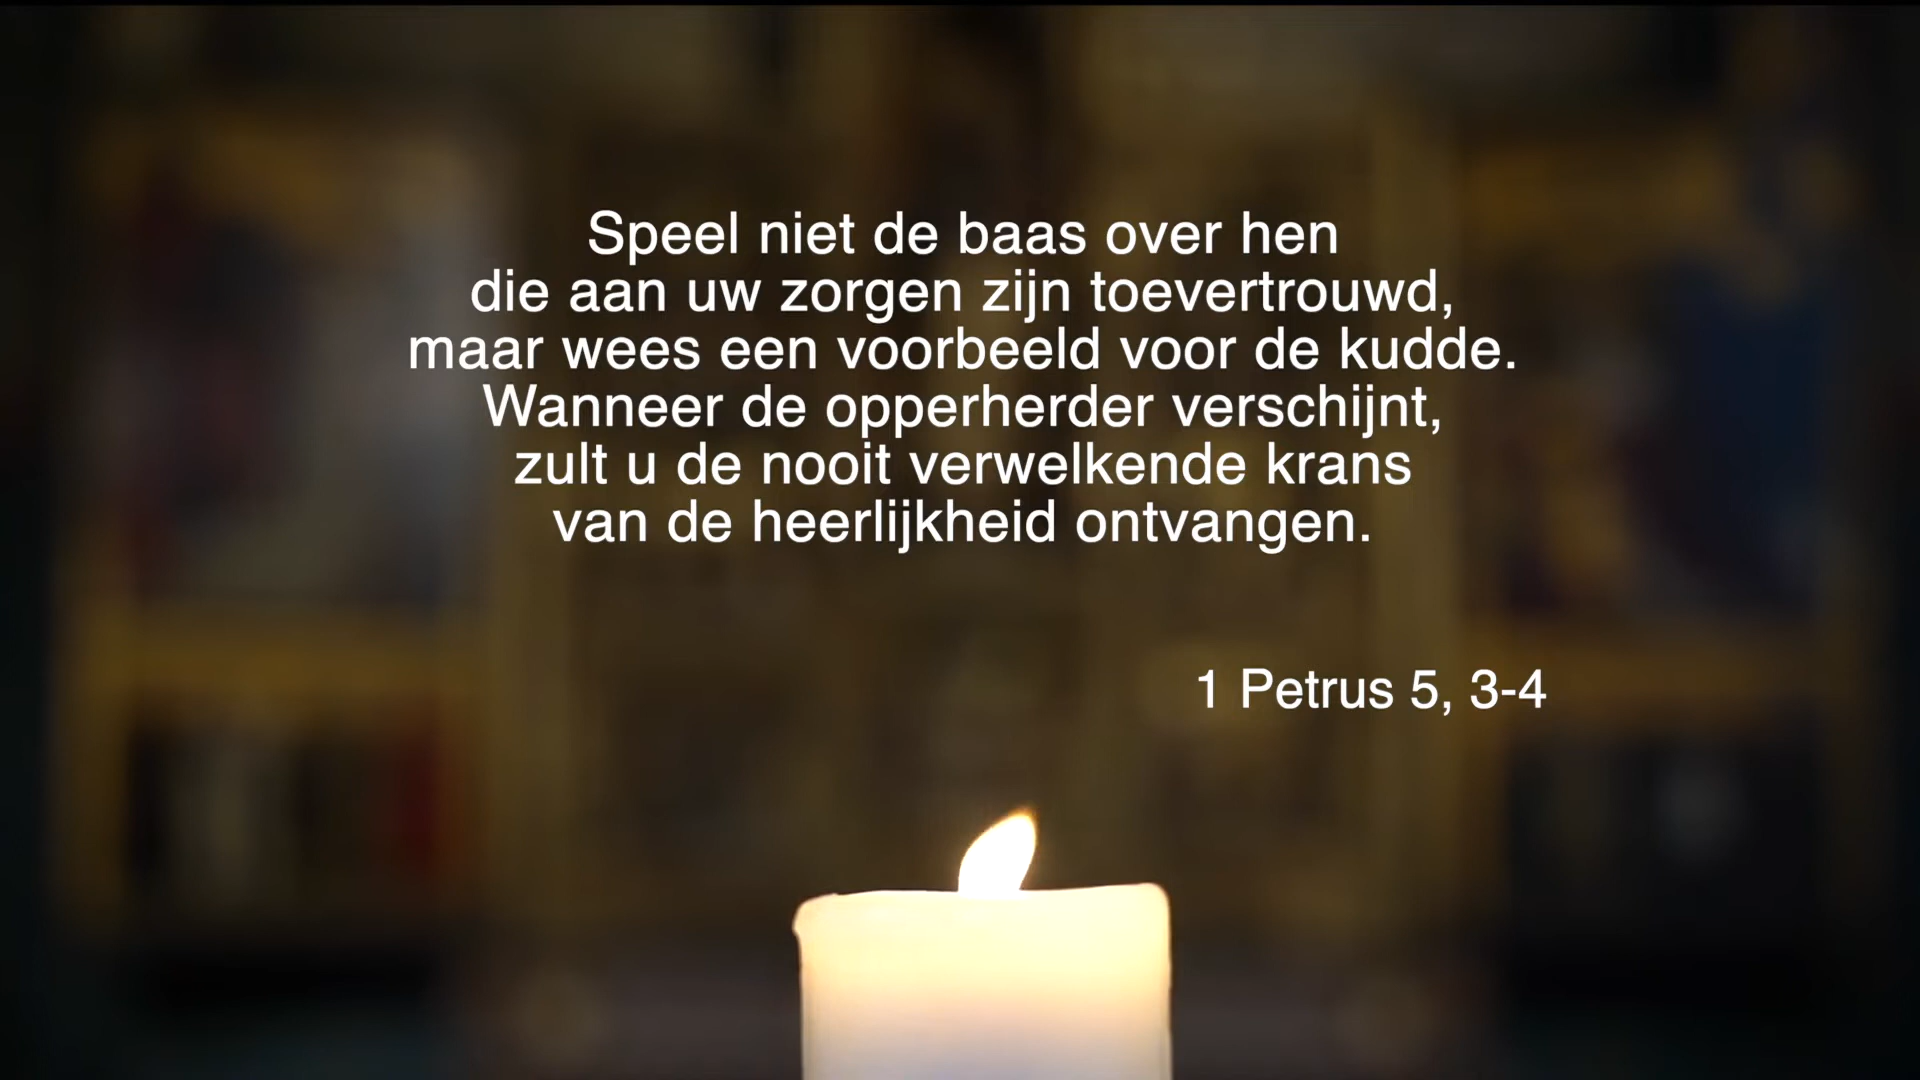 Speel niet de baas over hen
die aan uw zorgen zijn toevertrouwd,
maar wees een voorbeeld voor de kudde.
Wanneer de opperherder verschijnt,
zult u de nooit verwelkende krans
van de heerlijkheid ontvangen.
1 Petrus 5, 3-4